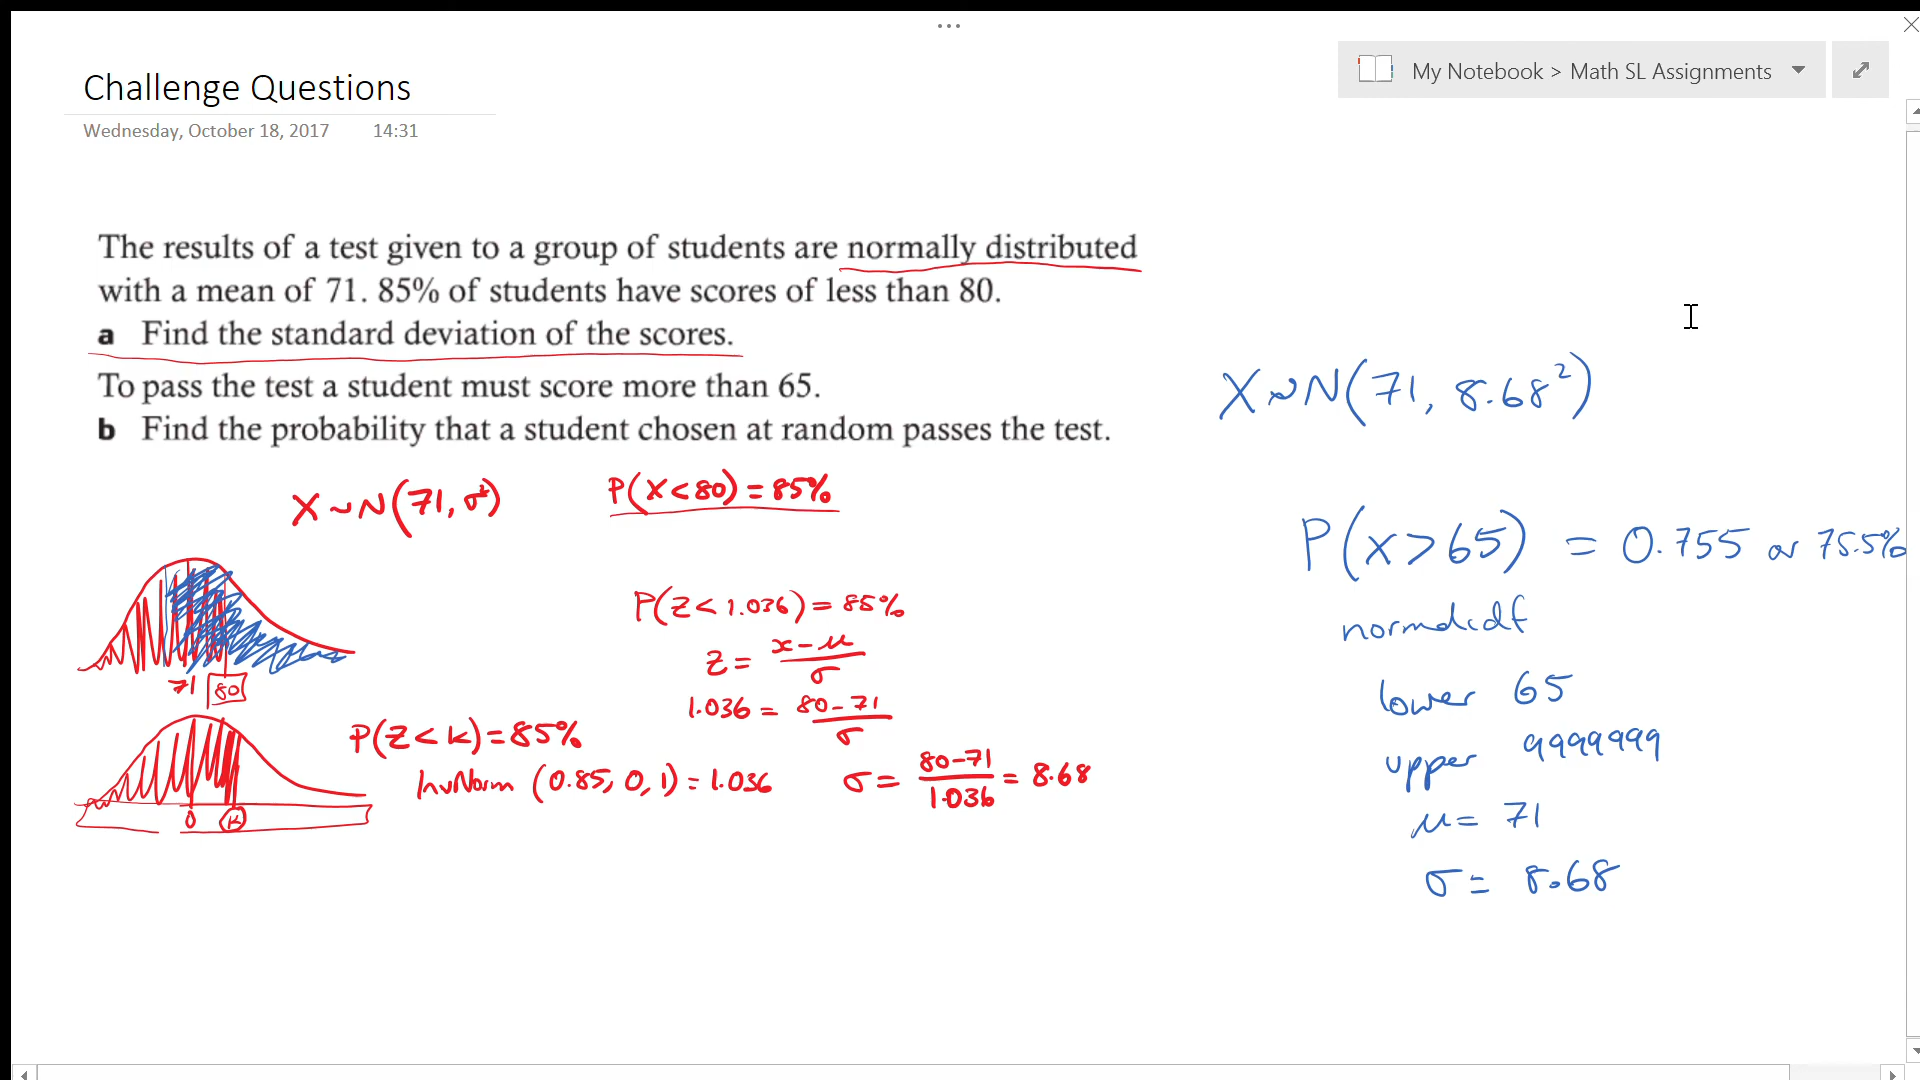 My Notebook > Math SL Assignments
Challenge Questions
Wednesday, October 18, 2017 14:31
The results of a test given to a group of students are normally distributed
with a mean of 71. 85% of students have scores of less than 80.
a Find the standard deviation of the scores.
To pass the test a student must score more than 65.
b Find the probability that a student chosen at random passes the test.
X~N(71, σ²)
P(X<80)=85%
71 80
P(Z<1.036)=85%
z = x-μ / σ
1.036 = 80-71 / σ
P(Z<k)=85%
InvNorm (0.85, 0, 1) = 1.036
σ = 80-71 / 1.036 = 8.68
0 k
X~N(71, 8.68²)
P(x>65) = 0.755 or 75.5%
normalcdf
lower 65
upper 9999999
μ= 71
σ= 8.68